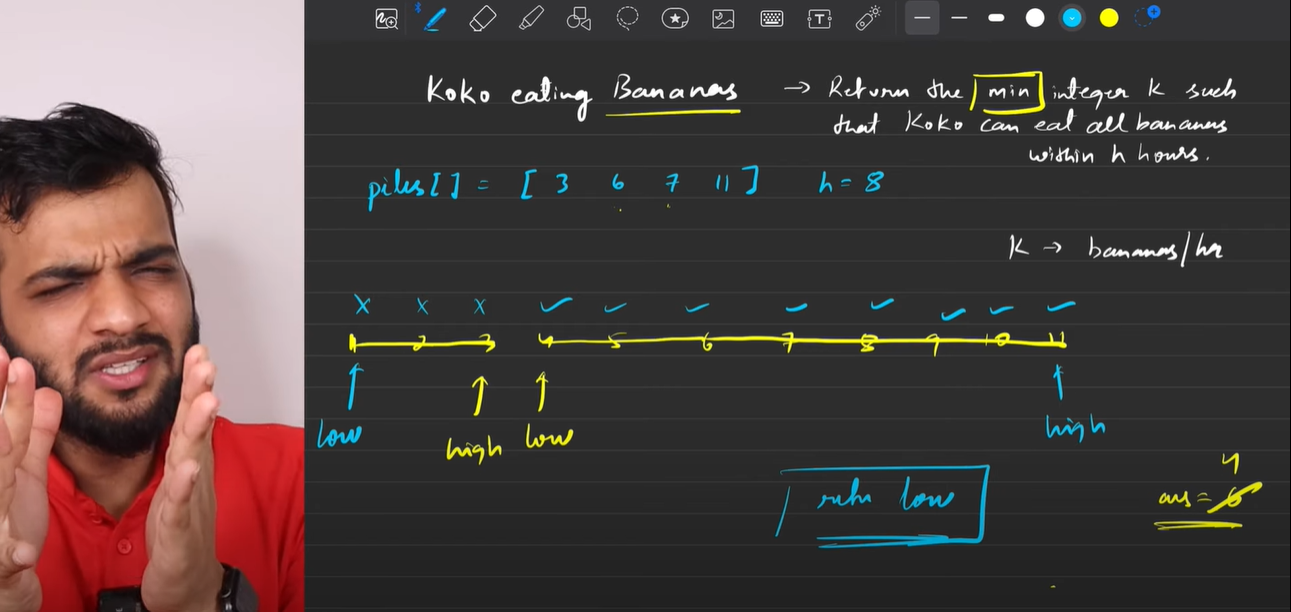 T
Koko eating Bananas → Return the min integer K such
that Koko can eat all bananas
within h hours.
piles[] = [ 3 6 7 11 ] h = 8
K → bananas/hr
x x x ✓ ✓ ✓ ✓ ✓ ✓ ✓ ✓
1 2 3 4 5 6 7 8 9 10 11
low high low high
4
low
ans = 6